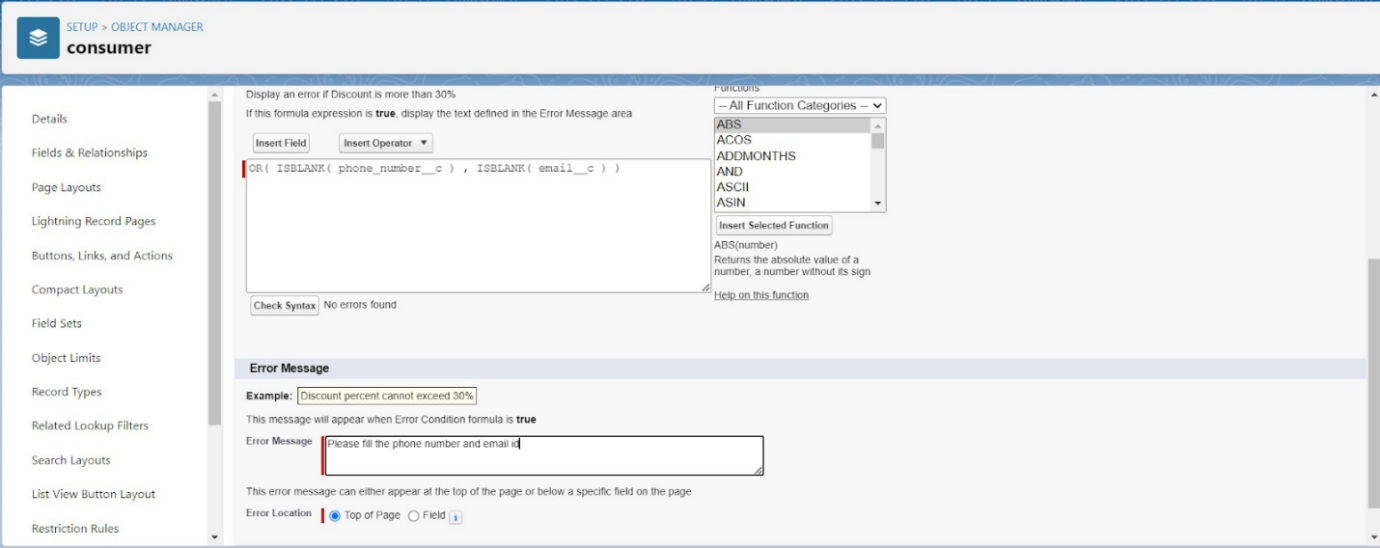 SETUP > OBJECT MANAGER
consumer
Details
Fields & Relationships
Page Layouts
Lightning Record Pages
Buttons, Links, and Actions
Compact Layouts
Field Sets
Object Limits
Record Types
Related Lookup Filters
Search Layouts
List View Button Layout
Restriction Rules
Display an error if Discount is more than 30%
If this formula expression is true, display the text defined in the Error Message area
Insert Field
Insert Operator
OR( ISBLANK( phone_number__c ) , ISBLANK( email__c ) )
Check Syntax No errors found
Functions
-- All Function Categories --
ABS
ACOS
ADDMONTHS
AND
ASCII
ASIN
Insert Selected Function
ABS(number)
Returns the absolute value of a
number, a number without its sign
Help on this function
Error Message
Example: Discount percent cannot exceed 30%
This message will appear when Error Condition formula is true
Error Message Please fill the phone number and email id
This error message can either appear at the top of the page or below a specific field on the page
Error Location Top of Page Field i